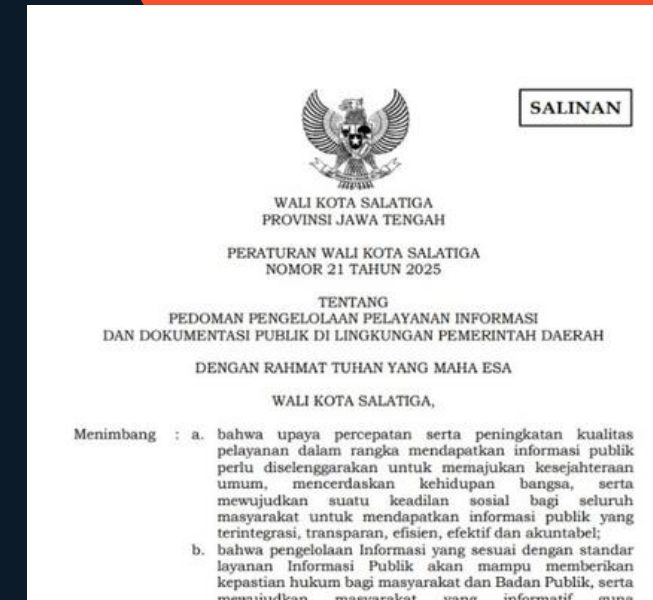 SALINAN
WALI KOTA SALATIGA
PROVINSI JAWA TENGAH
PERATURAN WALI KOTA SALATIGA
NOMOR 21 TAHUN 2025
TENTANG
PEDOMAN PENGELOLAAN PELAYANAN INFORMASI
DAN DOKUMENTASI PUBLIK DI LINGKUNGAN PEMERINTAH DAERAH
DENGAN RAHMAT TUHAN YANG MAHA ESA
WALI KOTA SALATIGA,
Menimbang : a. bahwa upaya percepatan serta peningkatan kualitas
pelayanan dalam rangka mendapatkan informasi publik
perlu diselenggarakan untuk memajukan kesejahteraan
umum, mencerdaskan kehidupan bangsa, serta
mewujudkan suatu keadilan sosial bagi seluruh
masyarakat untuk mendapatkan informasi publik yang
terintegrasi, transparan, efisien, efektif dan akuntabel;
b. bahwa pengelolaan Informasi yang sesuai dengan standar
layanan Informasi Publik akan mampu memberikan
kepastian hukum bagi masyarakat dan Badan Publik, serta
mewujudkan masyarakat yang informatif guna